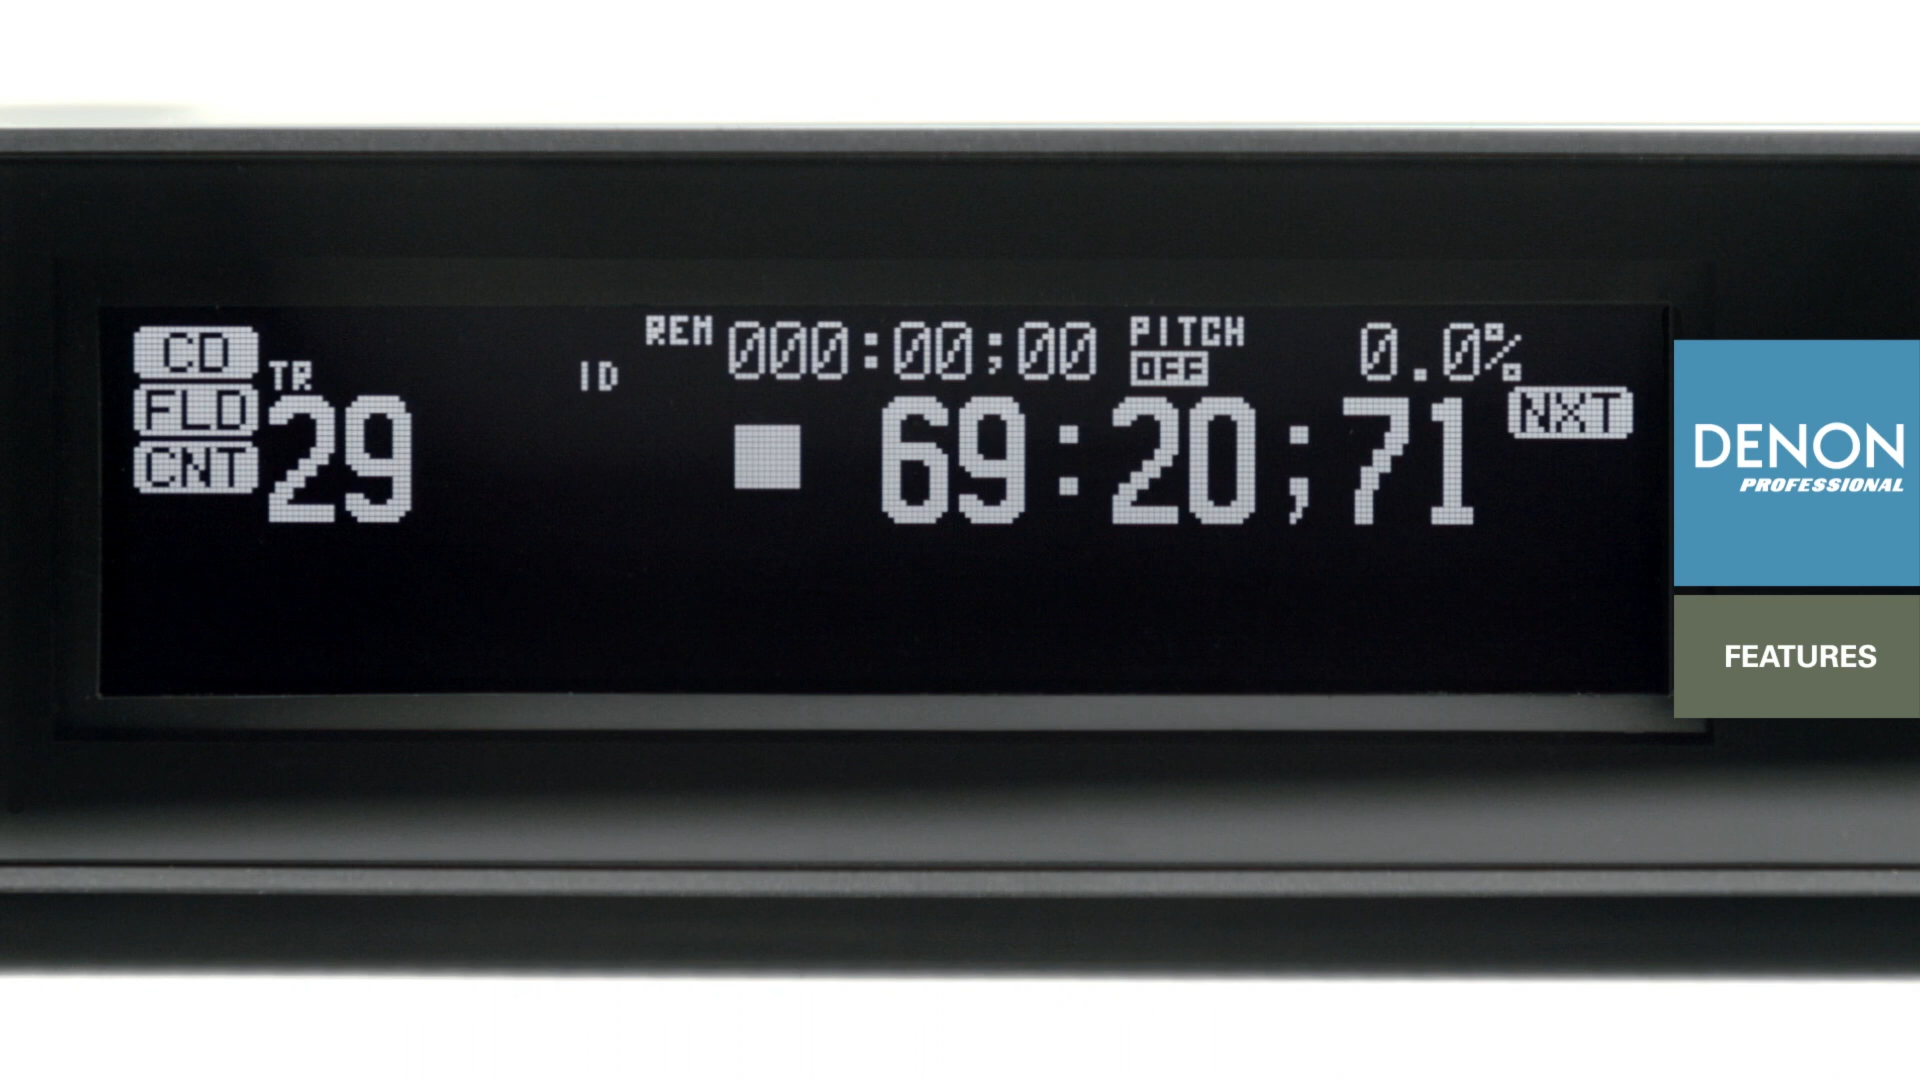 CD
FLD
CNT
TR
29
ID
REM 000:00;00
PITCH
OFF
0.0%
69:20;71
NXT
DENON
PROFESSIONAL
FEATURES